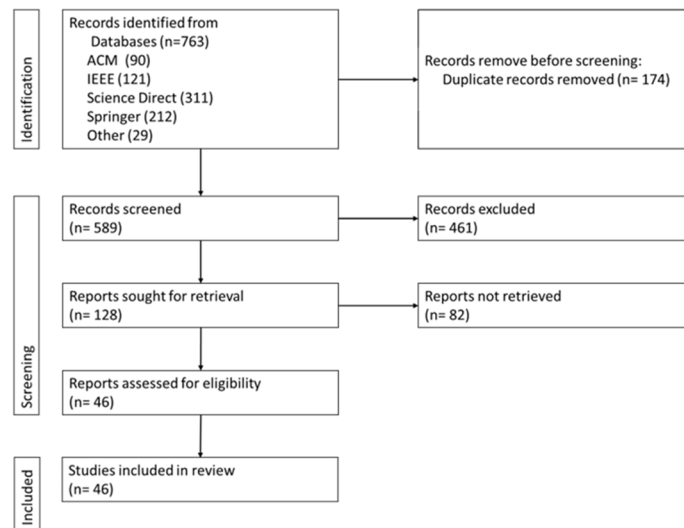 Identification
Records identified from
Databases (n=763)
ACM (90)
IEEE (121)
Science Direct (311)
Springer (212)
Other (29)
Records remove before screening:
Duplicate records removed (n= 174)
Screening
Records screened
(n= 589)
Records excluded
(n= 461)
Reports sought for retrieval
(n= 128)
Reports not retrieved
(n= 82)
Reports assessed for eligibility
(n= 46)
Included
Studies included in review
(n= 46)